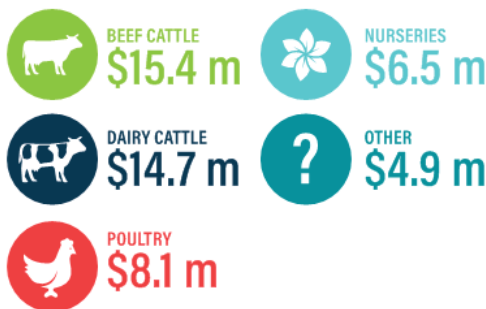 BEEF CATTLE
$15.4 m
DAIRY CATTLE
$14.7 m
POULTRY
$8.1 m
NURSERIES
$6.5 m
?
OTHER
$4.9 m